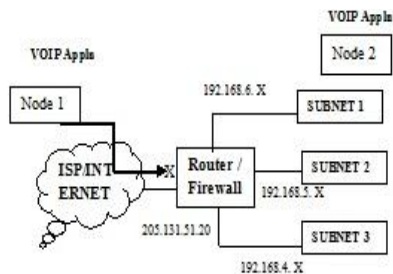 VOIP Appln
Node 2
VOIP Appln
Node 1
192.168.6. X
SUBNET 1
X
Router /
Firewall
ISP/INT
ERNET
SUBNET 2
192.168.5. X
205.131.51.20
SUBNET 3
192.168.4. X